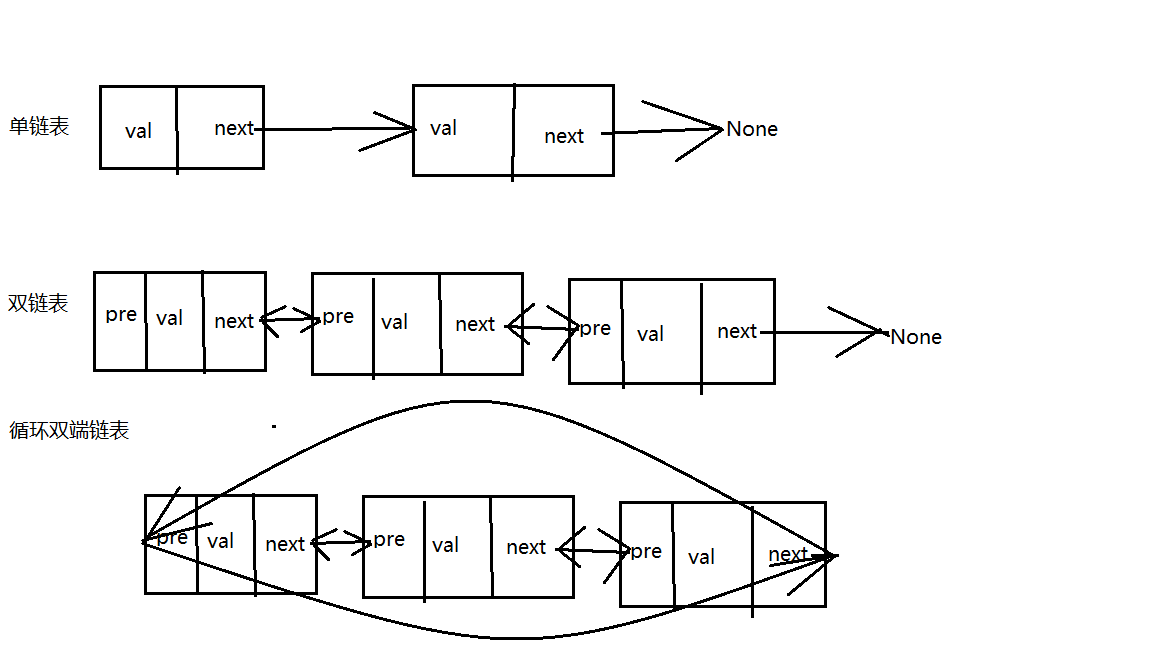 单链表 val next val next None
双链表 pre val next pre val next pre val next None
循环双端链表
pre val next pre val next pre val next